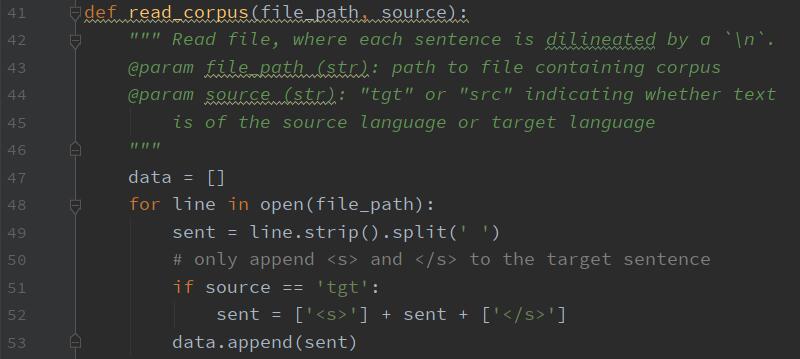 41 def read_corpus(file_path, source):
42     """ Read file, where each sentence is dilineated by a `\n`.
43     @param file_path (str): path to file containing corpus
44     @param source (str): "tgt" or "src" indicating whether text
45         is of the source language or target language
46     """
47     data = []
48     for line in open(file_path):
49         sent = line.strip().split(' ')
50         # only append <s> and </s> to the target sentence
51         if source == 'tgt':
52             sent = ['<s>'] + sent + ['</s>']
53         data.append(sent)